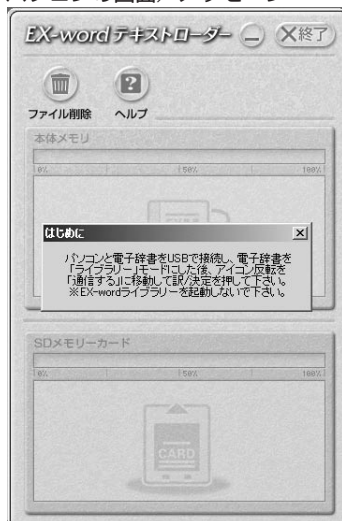 EX-word テキストローダー
×終了
?
ファイル削除 ヘルプ
本体メモリ
0% 50% 100%
はじめに
パソコンと電子辞書をUSBで接続し、電子辞書を
「ライブラリー」モードにした後、アイコン反転を
「通信する」に移動して訳/決定を押して下さい。
※EX-wordライブラリーを起動しないで下さい。
SDメモリーカード
0% 50% 100%
CARD